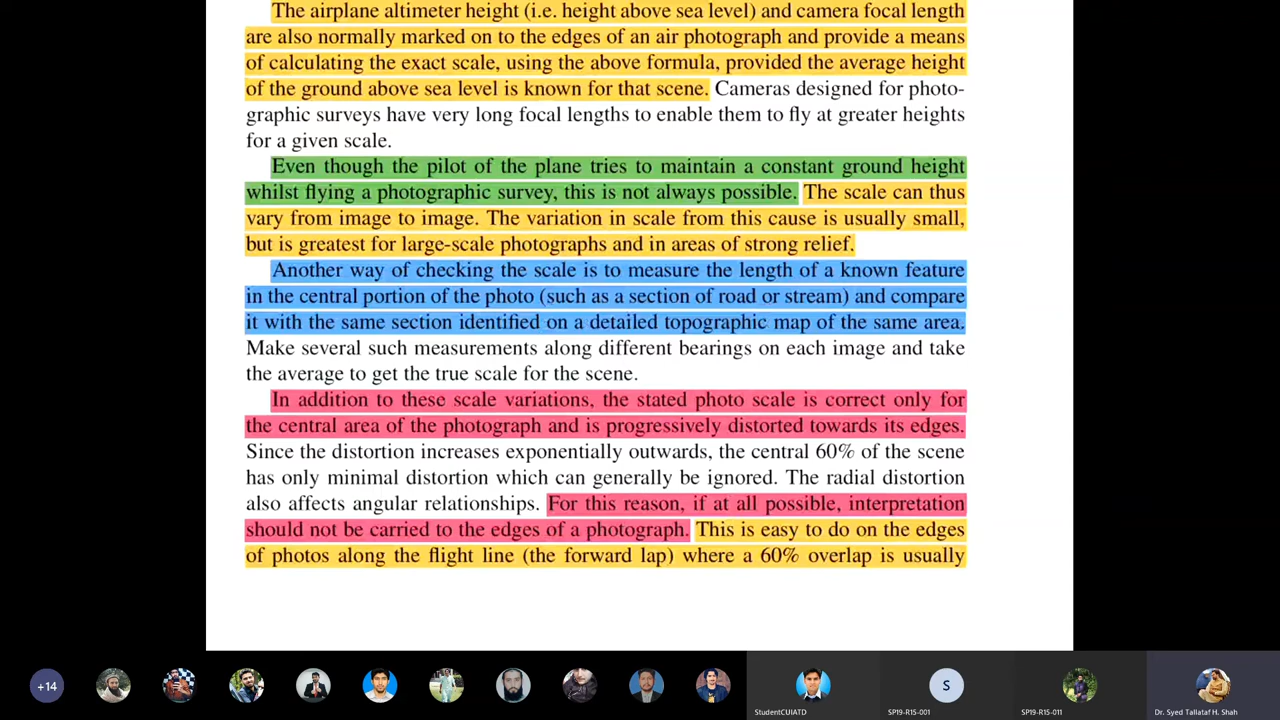 The airplane altimeter height (i.e. height above sea level) and camera focal length
are also normally marked on to the edges of an air photograph and provide a means
of calculating the exact scale, using the above formula, provided the average height
of the ground above sea level is known for that scene. Cameras designed for photo-
graphic surveys have very long focal lengths to enable them to fly at greater heights
for a given scale.
Even though the pilot of the plane tries to maintain a constant ground height
whilst flying a photographic survey, this is not always possible. The scale can thus
vary from image to image. The variation in scale from this cause is usually small,
but is greatest for large-scale photographs and in areas of strong relief.
Another way of checking the scale is to measure the length of a known feature
in the central portion of the photo (such as a section of road or stream) and compare
it with the same section identified on a detailed topographic map of the same area.
Make several such measurements along different bearings on each image and take
the average to get the true scale for the scene.
In addition to these scale variations, the stated photo scale is correct only for
the central area of the photograph and is progressively distorted towards its edges.
Since the distortion increases exponentially outwards, the central 60% of the scene
has only minimal distortion which can generally be ignored. The radial distortion
also affects angular relationships. For this reason, if at all possible, interpretation
should not be carried to the edges of a photograph. This is easy to do on the edges
of photos along the flight line (the forward lap) where a 60% overlap is usually
+14
S
StudentCUIATD
SP19-R15-001
SP19-R15-011
Dr. Syed Tallataf H. Shah